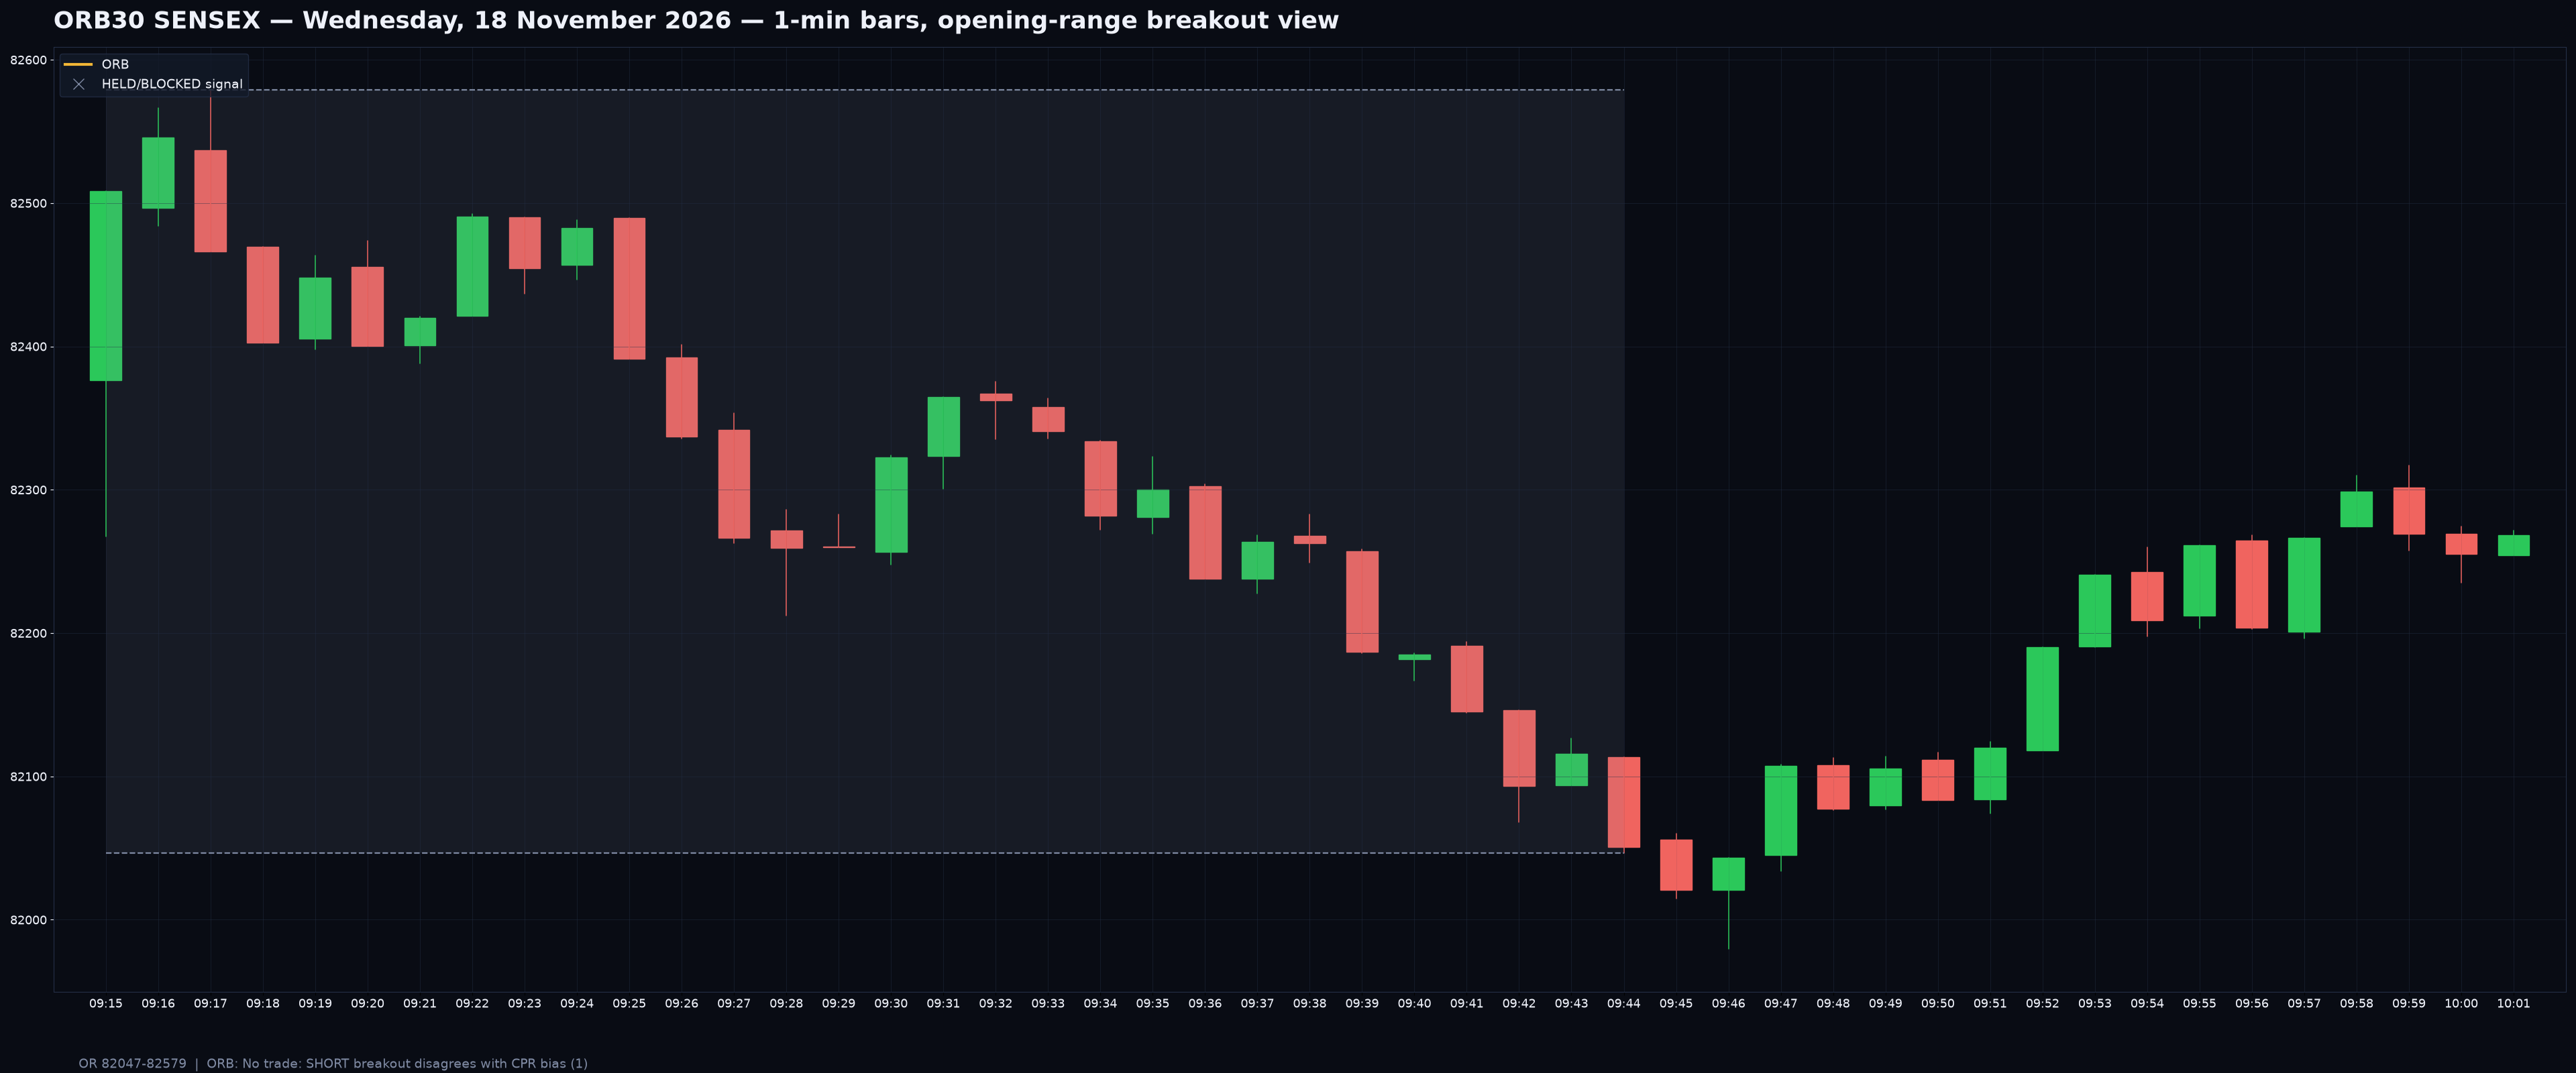 ORB30 SENSEX — Wednesday, 18 November 2026 — 1-min bars, opening-range breakout view
ORB
HELD/BLOCKED signal
82600
82500
82400
82300
82200
82100
82000
09:15 09:16 09:17 09:18 09:19 09:20 09:21 09:22 09:23 09:24 09:25 09:26 09:27 09:28 09:29 09:30 09:31 09:32 09:33 09:34 09:35 09:36 09:37 09:38 09:39 09:40 09:41 09:42 09:43 09:44 09:45 09:46 09:47 09:48 09:49 09:50 09:51 09:52 09:53 09:54 09:55 09:56 09:57 09:58 09:59 10:00 10:01
OR 82047-82579 | ORB: No trade: SHORT breakout disagrees with CPR bias (1)